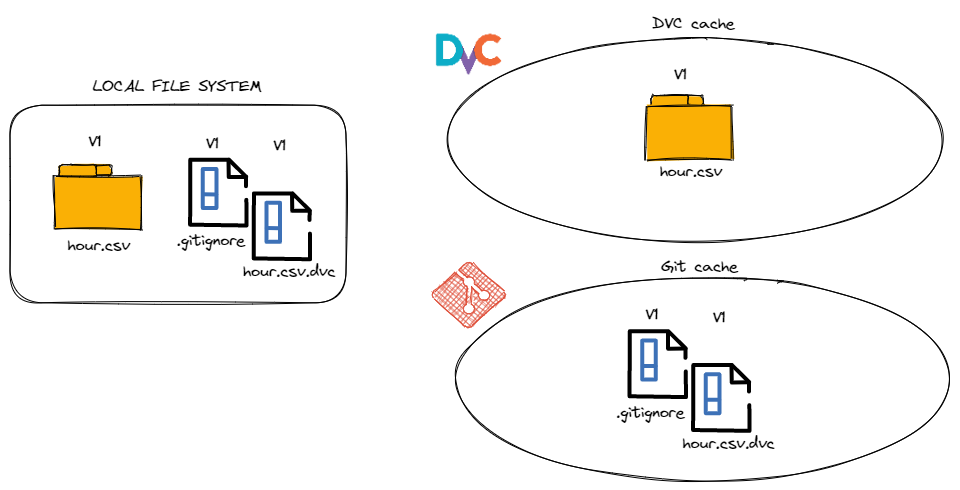 LOCAL FILE SYSTEM
V1
V1
V1
hour.csv
.gitignore
hour.csv.dvc
DVC
DVC cache
V1
hour.csv
Git cache
V1
V1
.gitignore
hour.csv.dvc